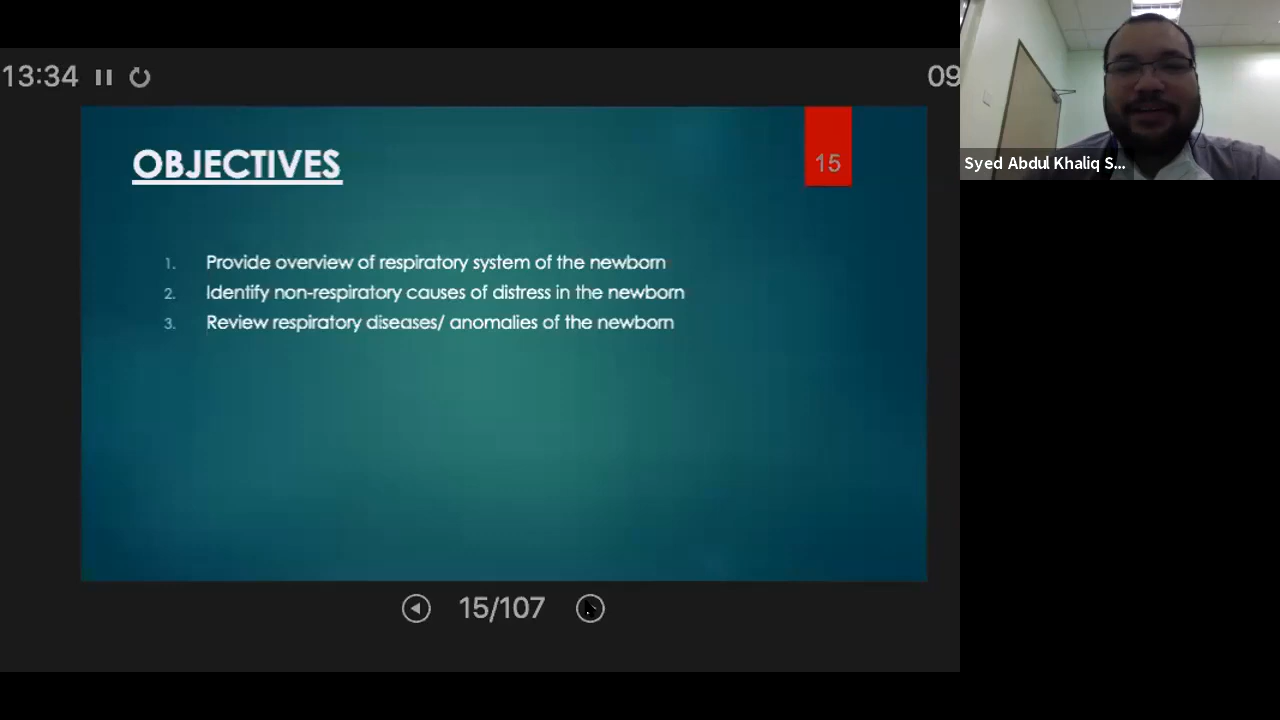 13:34
09
OBJECTIVES
15
1. Provide overview of respiratory system of the newborn
2. Identify non-respiratory causes of distress in the newborn
3. Review respiratory diseases/ anomalies of the newborn
15/107
Syed Abdul Khaliq S...